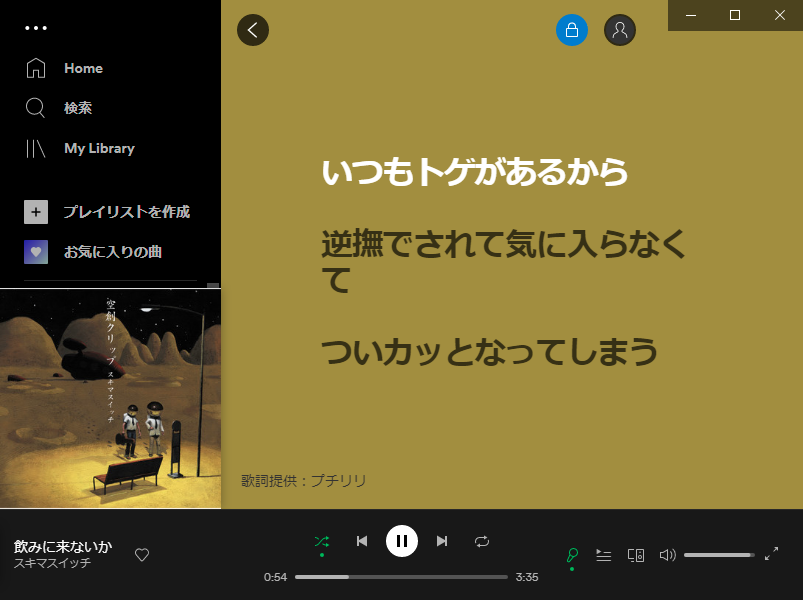 Home
検索
My Library
プレイリストを作成
お気に入りの曲
空創クリップ スキマスイッチ
いつもトゲがあるから
逆撫でされて気に入らなく
て
ついカッとなってしまう
歌詞提供：プチリリ
飲みに来ないか
スキマスイッチ
0:54
3:35